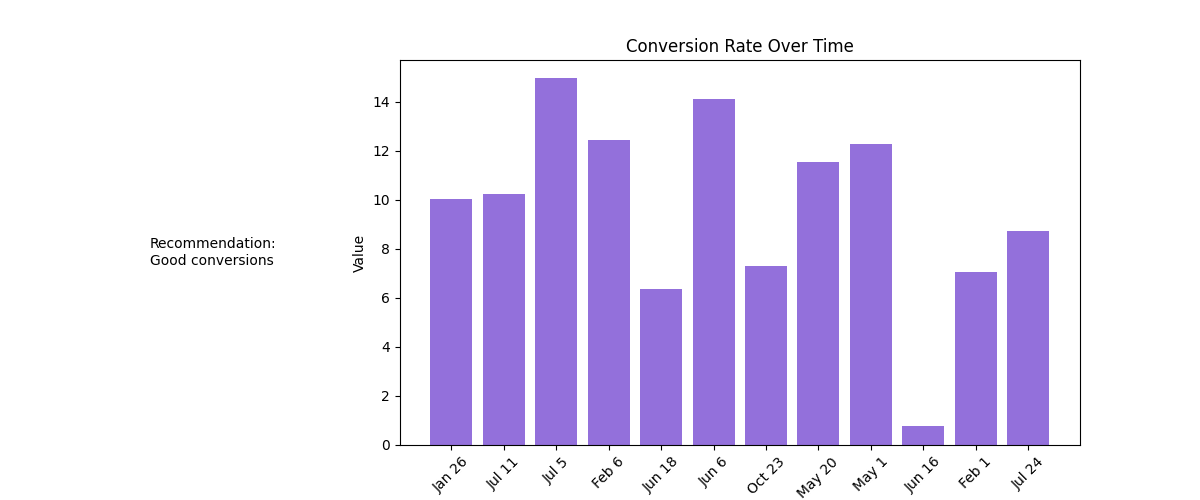 Conversion Rate Over Time
Recommendation:
Good conversions
Value
14
12
10
8
6
4
2
0
Jan 26
Jul 11
Jul 5
Feb 6
Jun 18
Jun 6
Oct 23
May 20
May 1
Jun 16
Feb 1
Jul 24